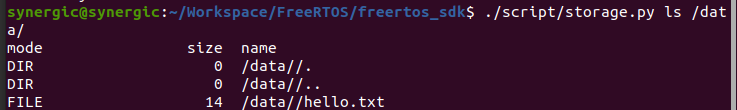 synergic@synergic:~/Workspace/FreeRTOS/freertos_sdk$ ./script/storage.py ls /dat
a/
mode                size  name
DIR                    0  /data//.
DIR                    0  /data//..
FILE                  14  /data//hello.txt